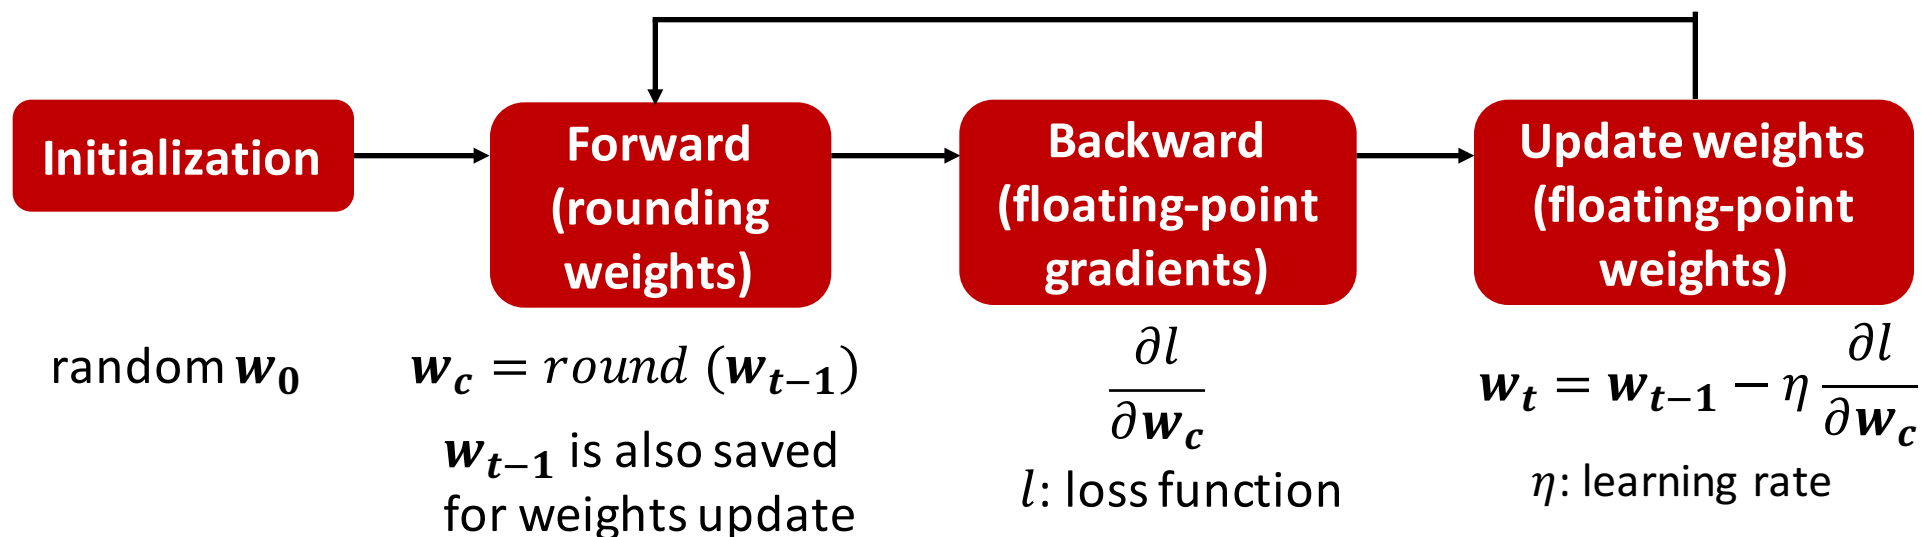 Initialization
Forward
(rounding
weights)
Backward
(floating-point
gradients)
Update weights
(floating-point
weights)
random w₀
w_c = round (w_{t−1})
w_{t−1} is also saved
for weights update
∂l
∂w_c
l: loss function
w_t = w_{t−1} − η ∂l/∂w_c
η: learning rate